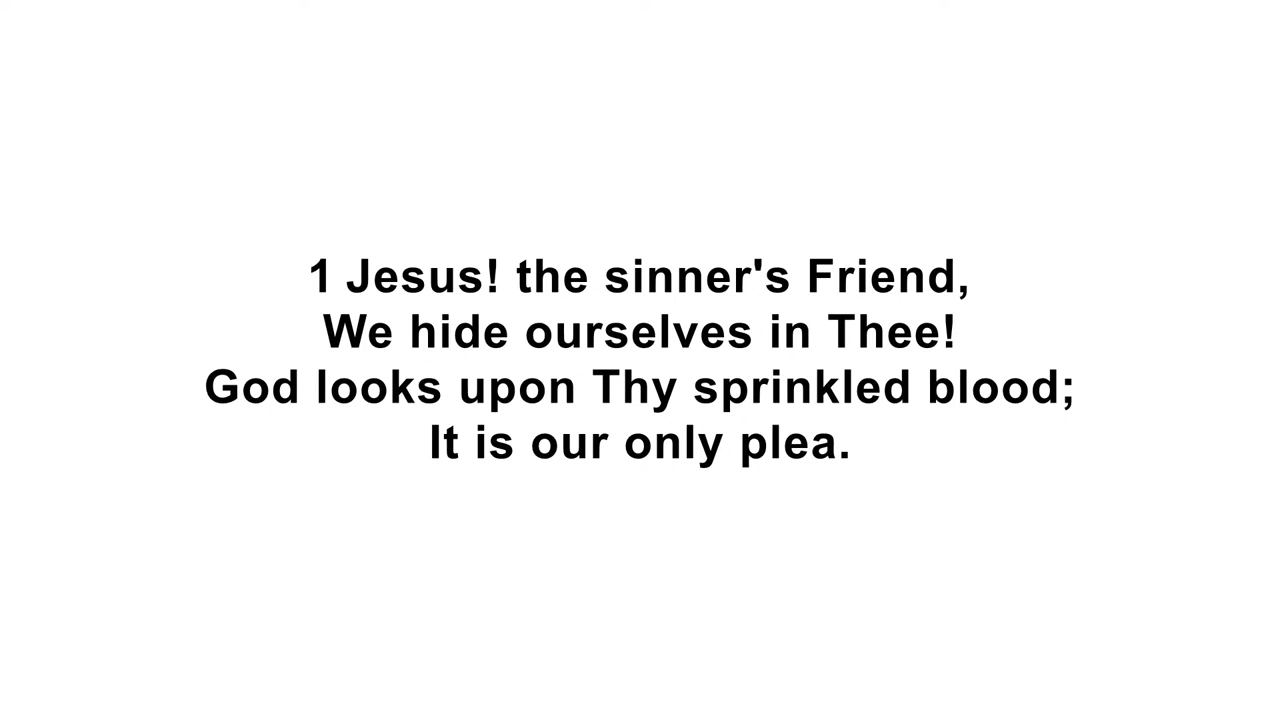 1 Jesus! the sinner's Friend,
We hide ourselves in Thee!
God looks upon Thy sprinkled blood;
It is our only plea.